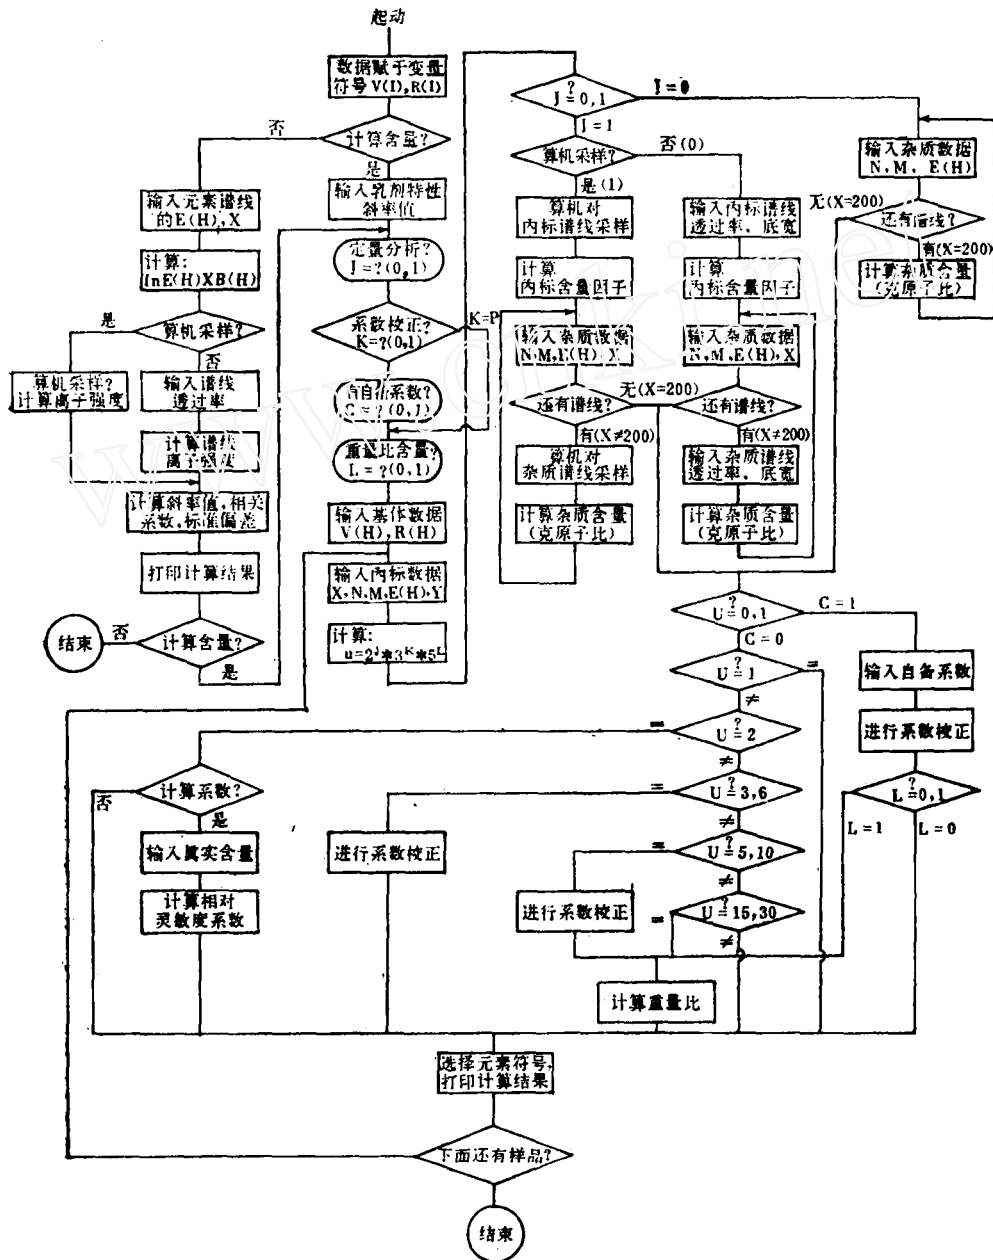 起动
数据赋于变量
符号V(I),R(I)
计算含量?
否
是
输入元素谱线
的E(H),X
计算:
InE(H)XB(H)
算机采样?
是
否
算机采样?
计算离子强度
输入谱线
透过率
计算谱线
离子强度
计算斜率值,相关
系数,标准偏差
打印计算结果
计算含量?
否
结束
是
输入乳剂特性
斜率值
定量分析?
J=?(0,1)
系数校正?
K=?(0,1)
K=P
C=?(0,1)
重量比含量?
L=?(0,1)
输入基体数据
V(H),R(H)
输入内标数据
X,N,M,E(H),Y
计算:
u=2^J*3^K*5^L
?
J=0,1
J=0
J=1
算机采样?
否(0)
是(1)
算机对
内标谱线采样
计算
内标含量因子
输入杂质数据
N,M,E(H),X
还有谱线?
无(X=200)
有(X≠200)
算机对
杂质谱线采样
计算杂质含量
(克原子比)
输入内标谱线
透过率、底宽
计算
内标含量因子
输入杂质数据
N,M,E(H),X
还有谱线?
有(X≠200)
输入杂质谱线
透过率、底宽
计算杂质含量
(克原子比)
输入杂质数据
N,M,E(H)
无(X=200)
还有谱线?
有(X=200)
计算杂质含量
(克原子比)
?
U=0,1
C=1
C=0
?
U=1
=
≠
输入自备系数
进行系数校正
?
L=0,1
L=1
L=0
?
U=2
=
≠
计算系数?
否
是
输入真实含量
计算相对
灵敏度系数
?
U=3,6
=
≠
进行系数校正
?
U=5,10
=
≠
进行系数校正
?
U=15,30
=
≠
计算重量比
选择元素符号,
打印计算结果
下面还有样品?
结束